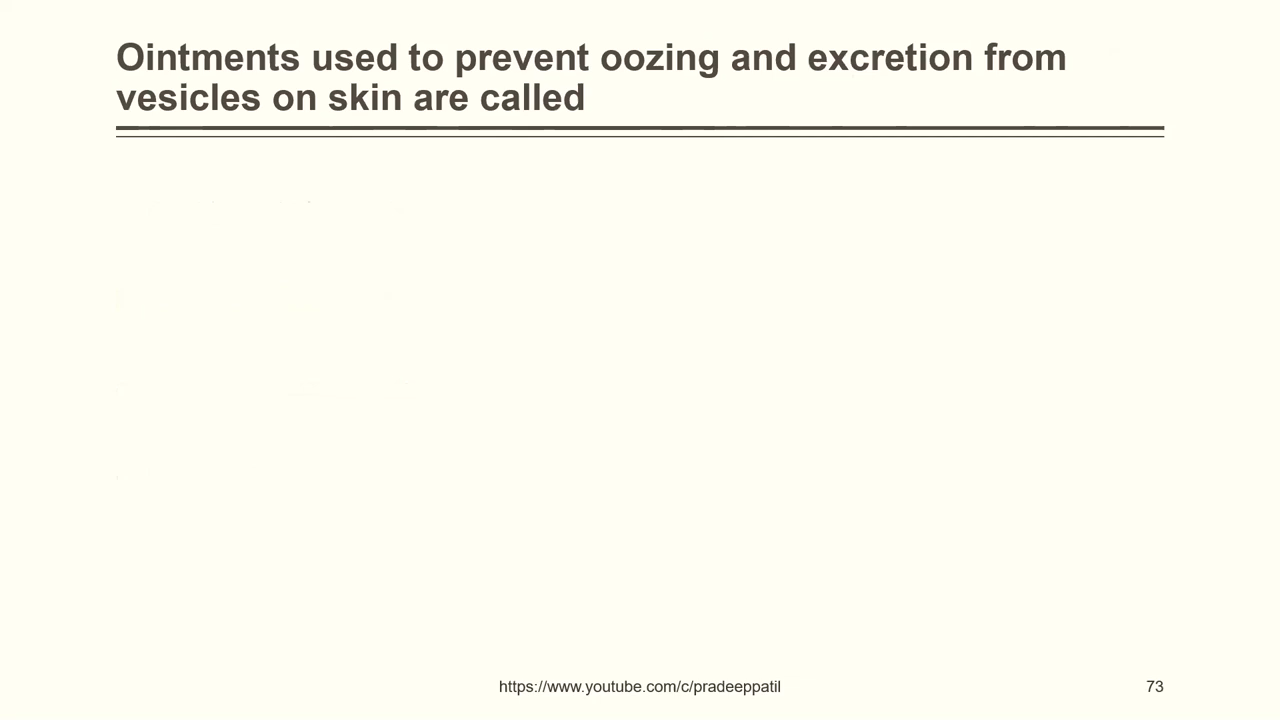 Ointments used to prevent oozing and excretion from
vesicles on skin are called
https://www.youtube.com/c/pradeeppatil
73